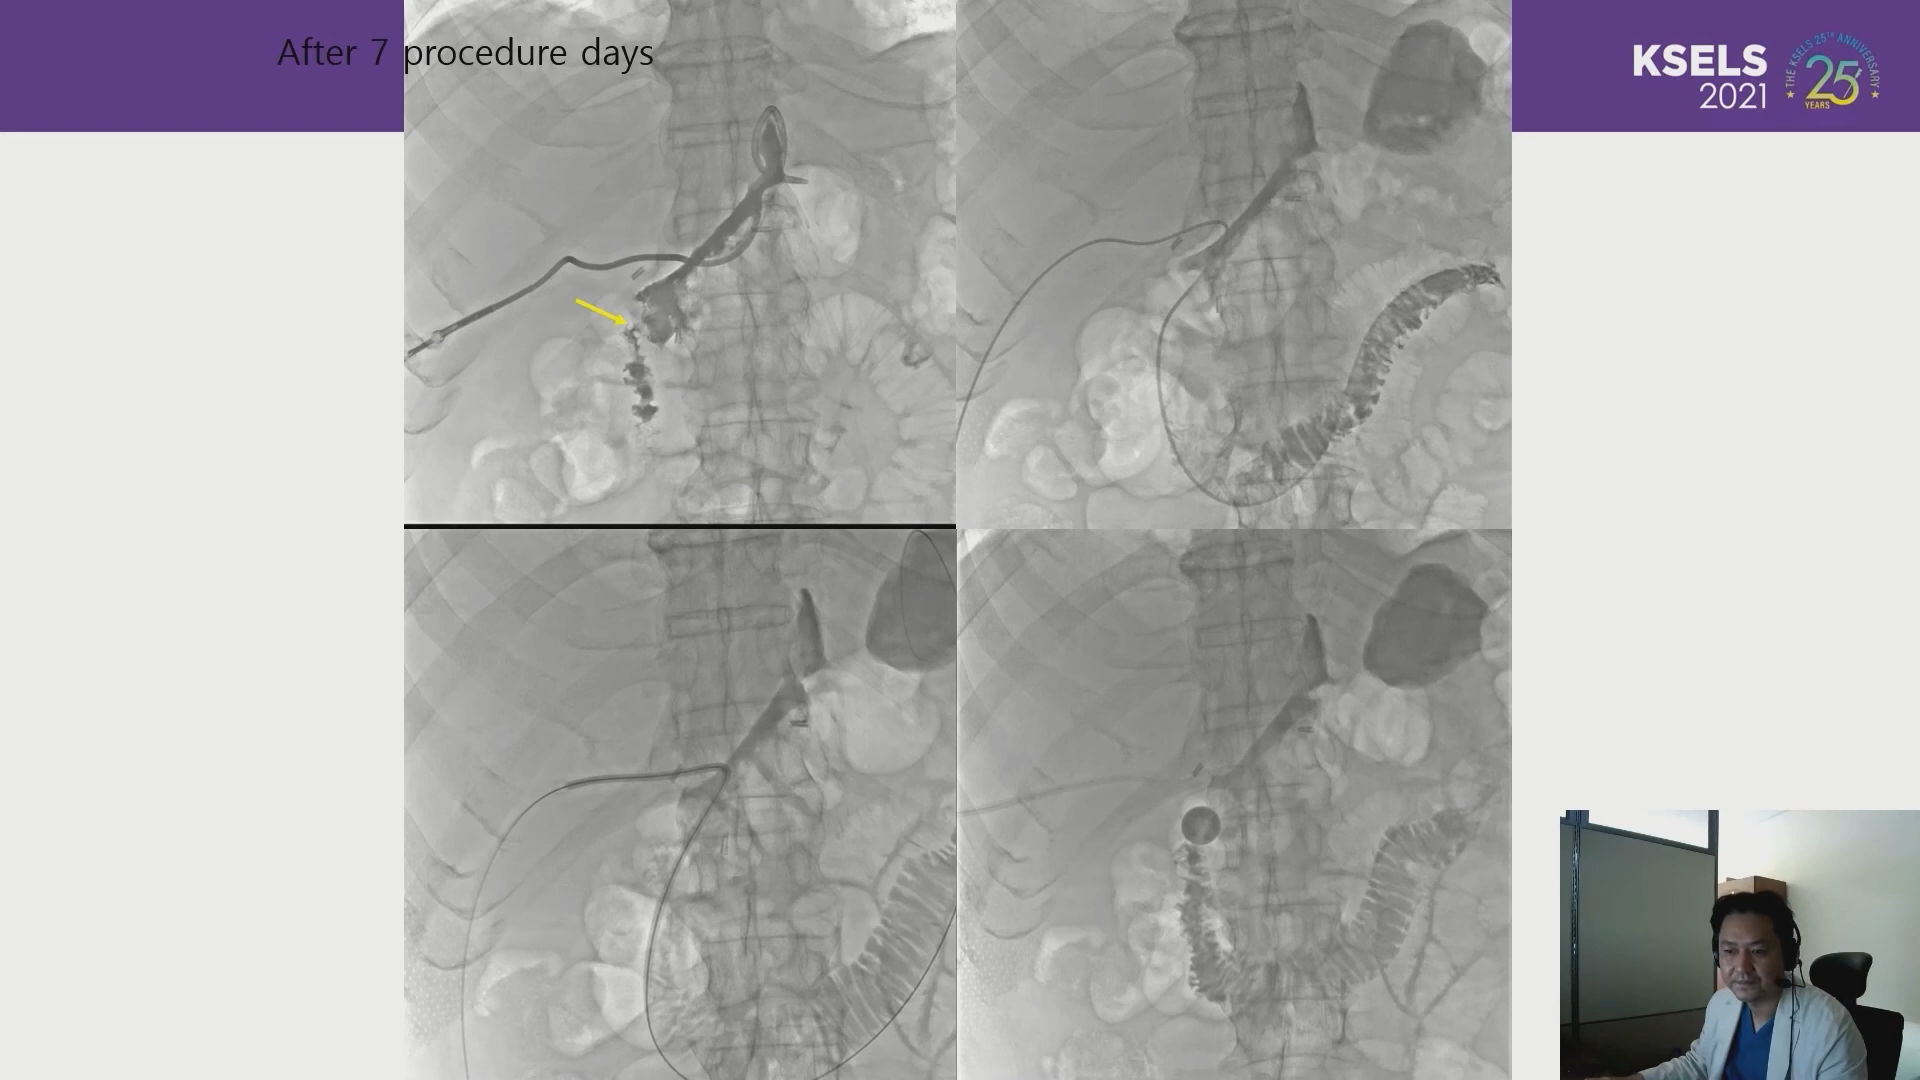 After 7 procedure days
KSELS
2021
THE KSELS 25TH ANNIVERSARY
25
YEARS